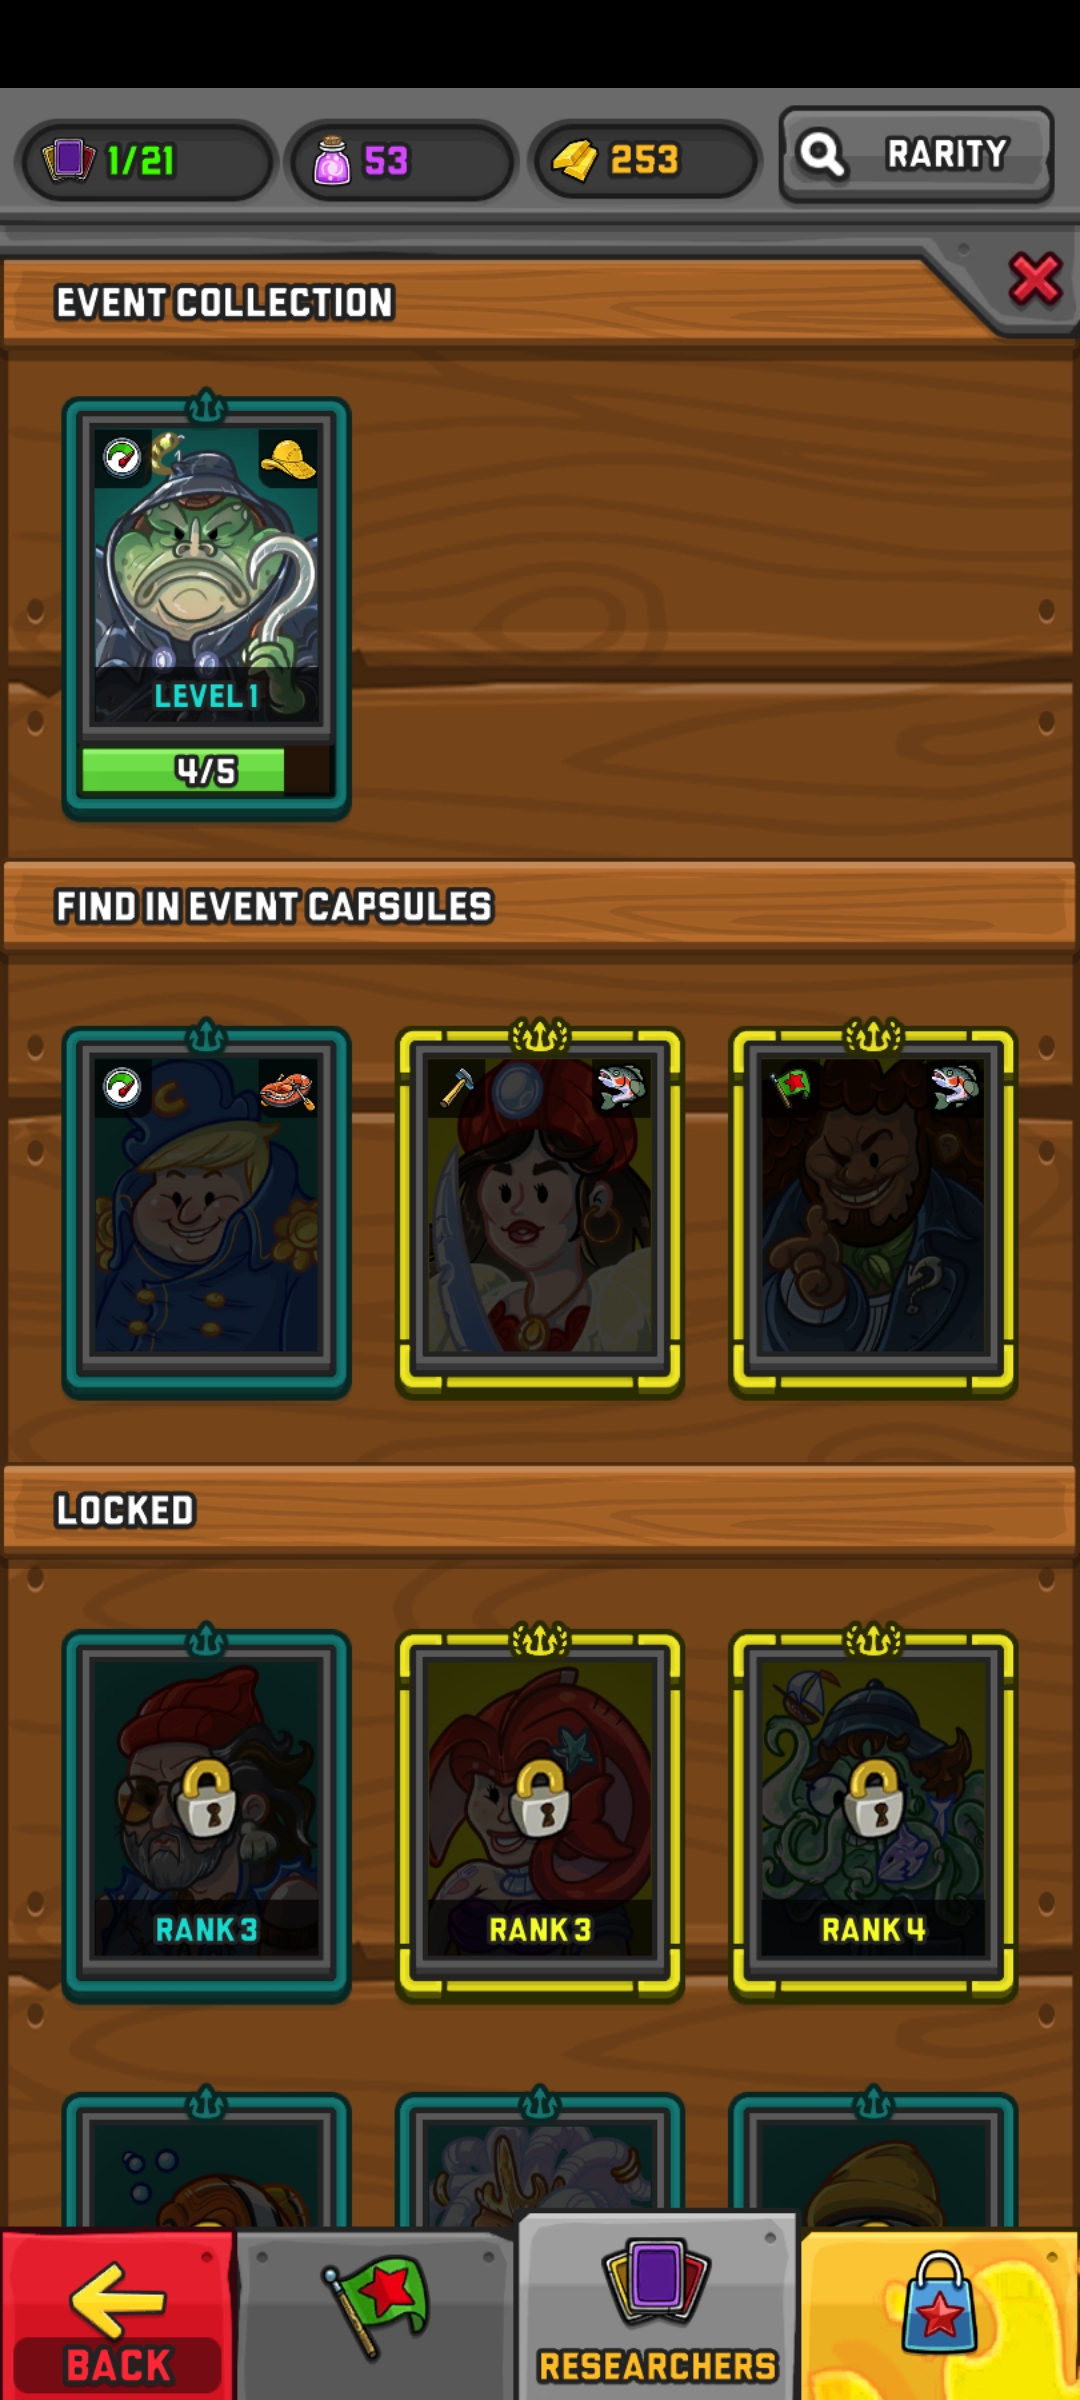 1/21
53
253
RARITY
EVENT COLLECTION
LEVEL 1
4/5
FIND IN EVENT CAPSULES
LOCKED
RANK 3
RANK 3
RANK 4
BACK
RESEARCHERS